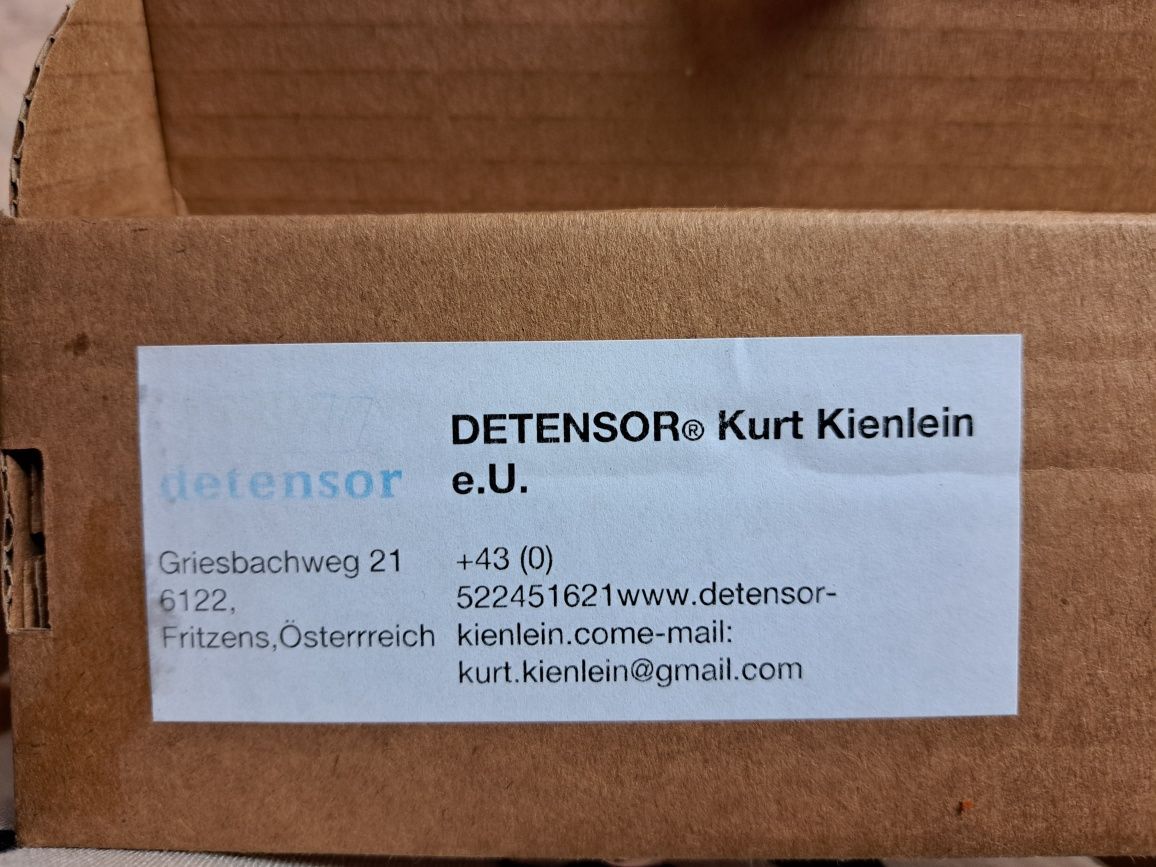 DETENSOR® Kurt Kienlein
e.U.
detensor
Griesbachweg 21
6122,
Fritzens,Österrreich
+43 (0)
522451621www.detensor-
kienlein.come-mail:
kurt.kienlein@gmail.com